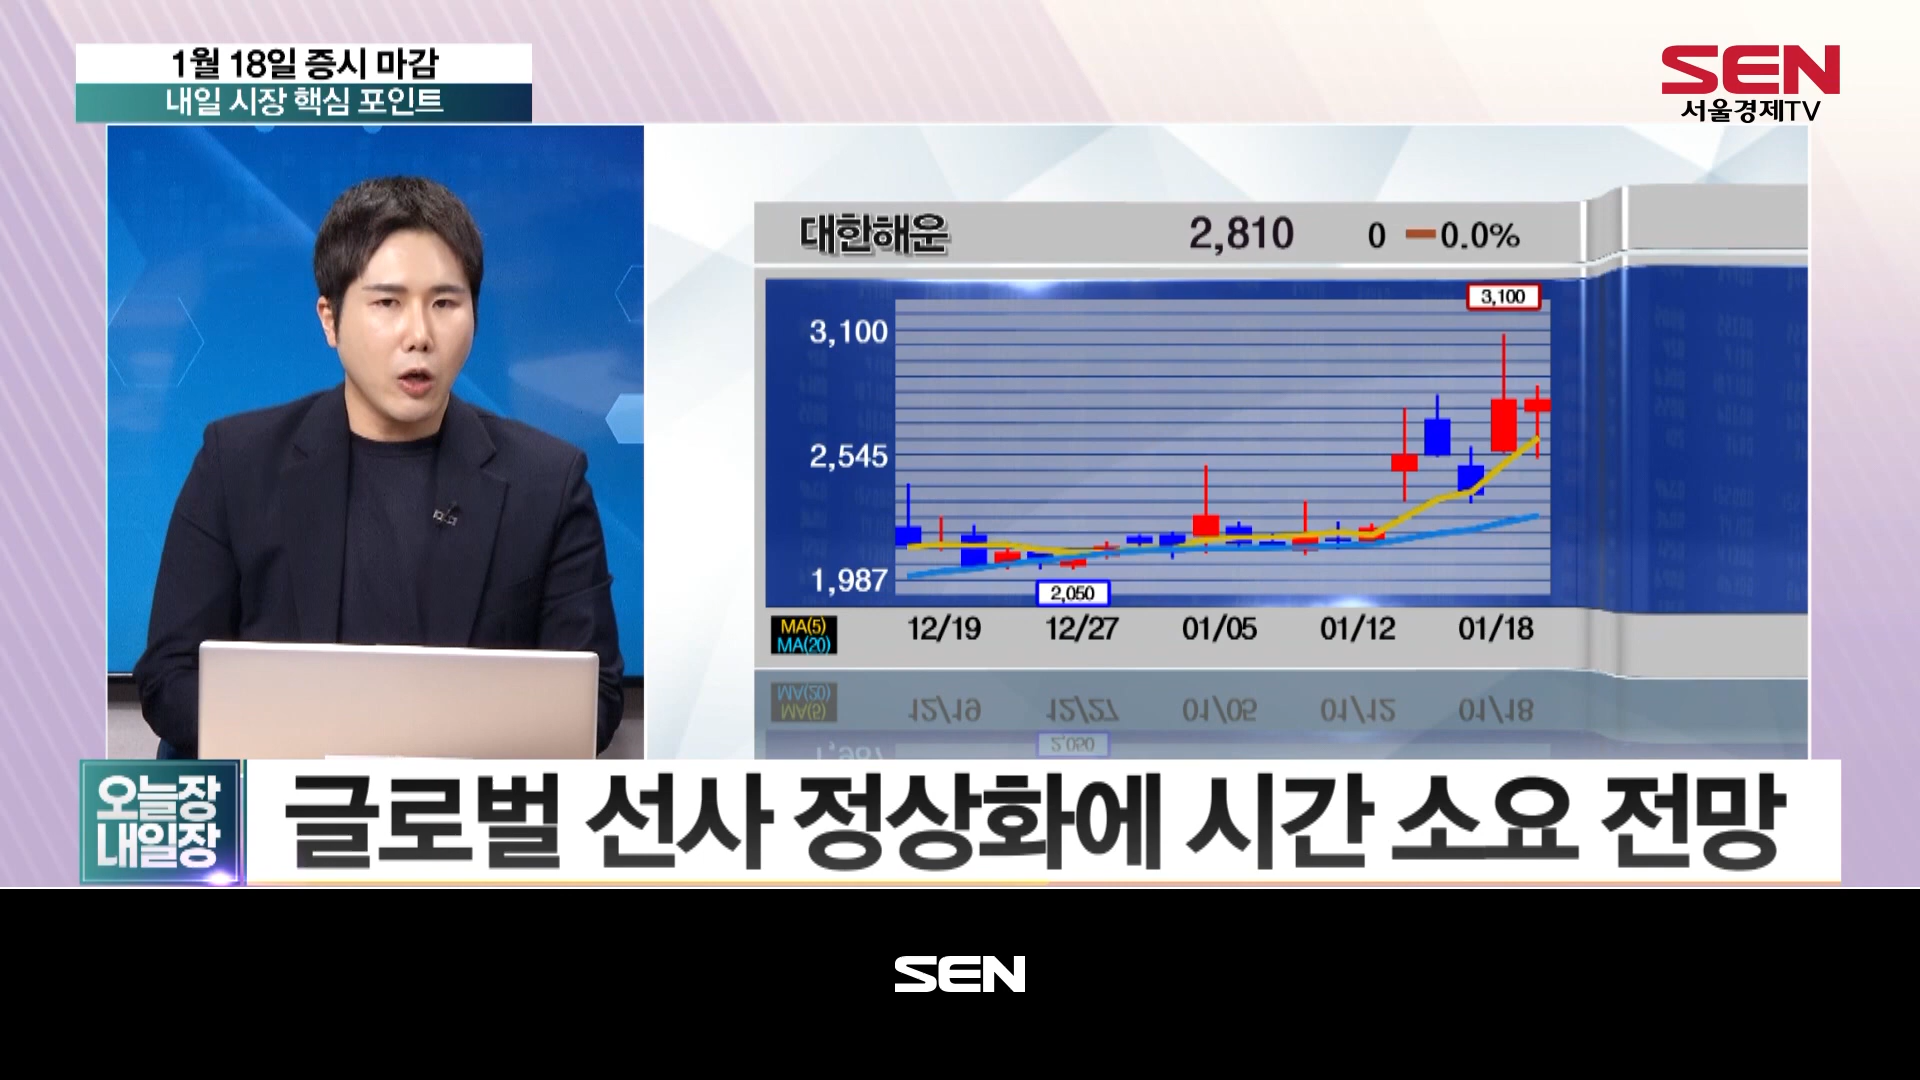 1월 18일 증시 마감
내일 시장 핵심 포인트
SEN
서울경제TV
대한해운 2,810 0 0.0%
3,100
3,100
2,545
1,987
2,050
MA(5)
MA(20)
12/19 12/27 01/05 01/12 01/18
오늘장
내일장
글로벌 선사 정상화에 시간 소요 전망
SEN